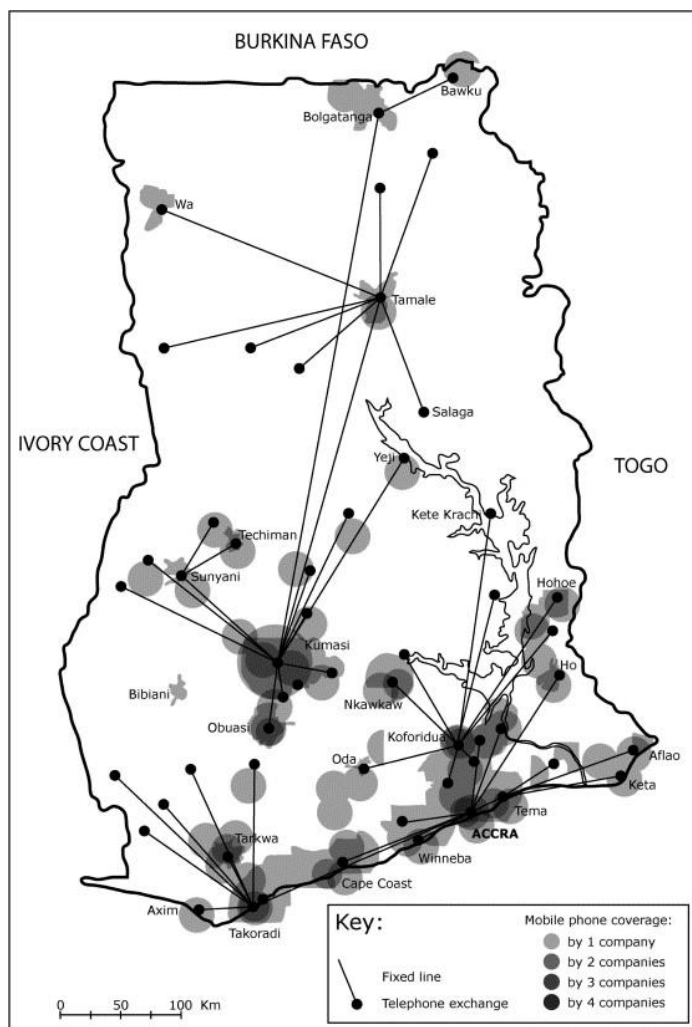 BURKINA FASO
Bawku
Bolgatanga
Wa
Tamale
Salaga
IVORY COAST
TOGO
Yeji
Kete Krachi
Techiman
Sunyani
Hohoe
Kumasi
Ho
Bibiani
Nkawkaw
Obuasi
Koforidua
Oda
Aflao
Keta
Tema
ACCRA
Tarkwa
Winneba
Cape Coast
Axim
Takoradi
Key:
Fixed line
Telephone exchange
Mobile phone coverage:
by 1 company
by 2 companies
by 3 companies
by 4 companies
0 50 100 Km